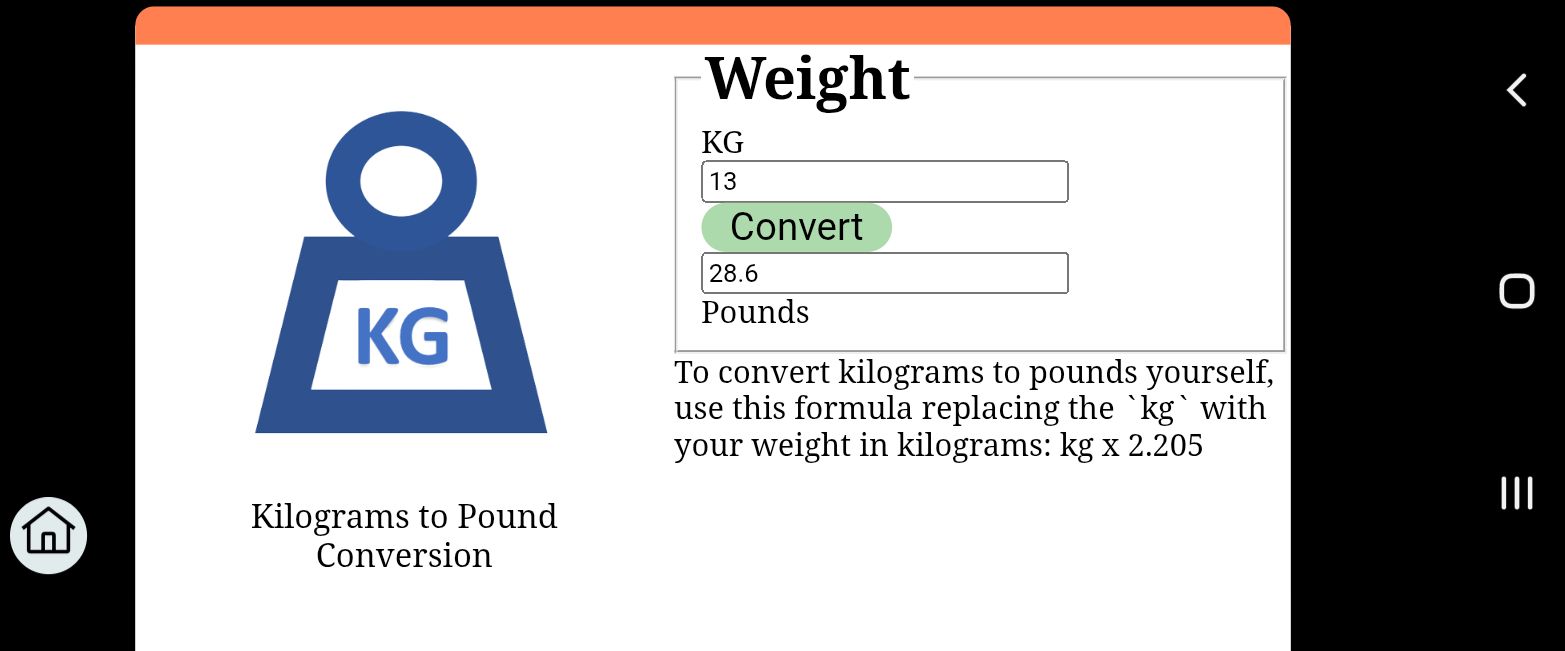 Weight
KG
13
Convert
28.6
Pounds
To convert kilograms to pounds yourself,
use this formula replacing the `kg` with
your weight in kilograms: kg x 2.205
KG
Kilograms to Pound
Conversion